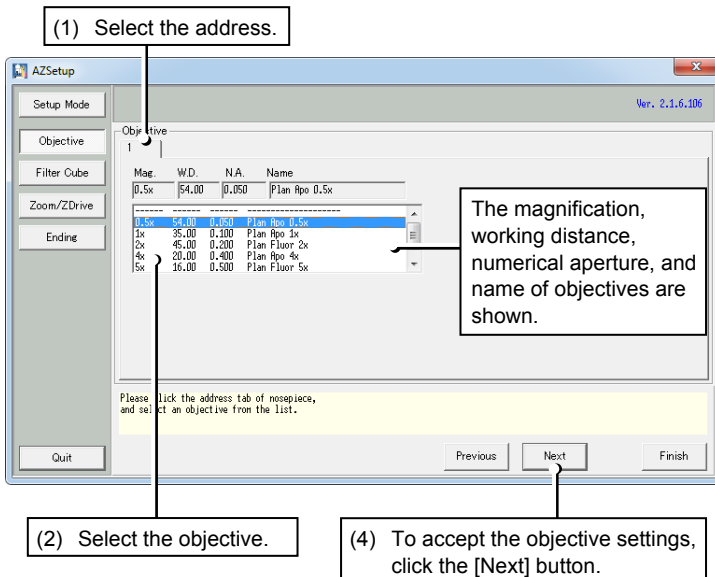 (1) Select the address.
AZSetup
Setup Mode
Ver. 2.1.6.106
Objective
Objective
1
Filter Cube
Mag. W.D. N.A. Name
0.5x 54.00 0.050 Plan Apo 0.5x
Zoom/ZDrive
------ ------ ------ --------------------
0.5x 54.00 0.050 Plan Apo 0.5x
1x 35.00 0.100 Plan Apo 1x
2x 45.00 0.200 Plan Fluor 2x
4x 20.00 0.400 Plan Apo 4x
5x 16.00 0.500 Plan Fluor 5x
Ending
The magnification,
working distance,
numerical aperture, and
name of objectives are
shown.
Please click the address tab of nosepiece,
and select an objective from the list.
Quit
Previous Next Finish
(2) Select the objective.
(4) To accept the objective settings,
click the [Next] button.